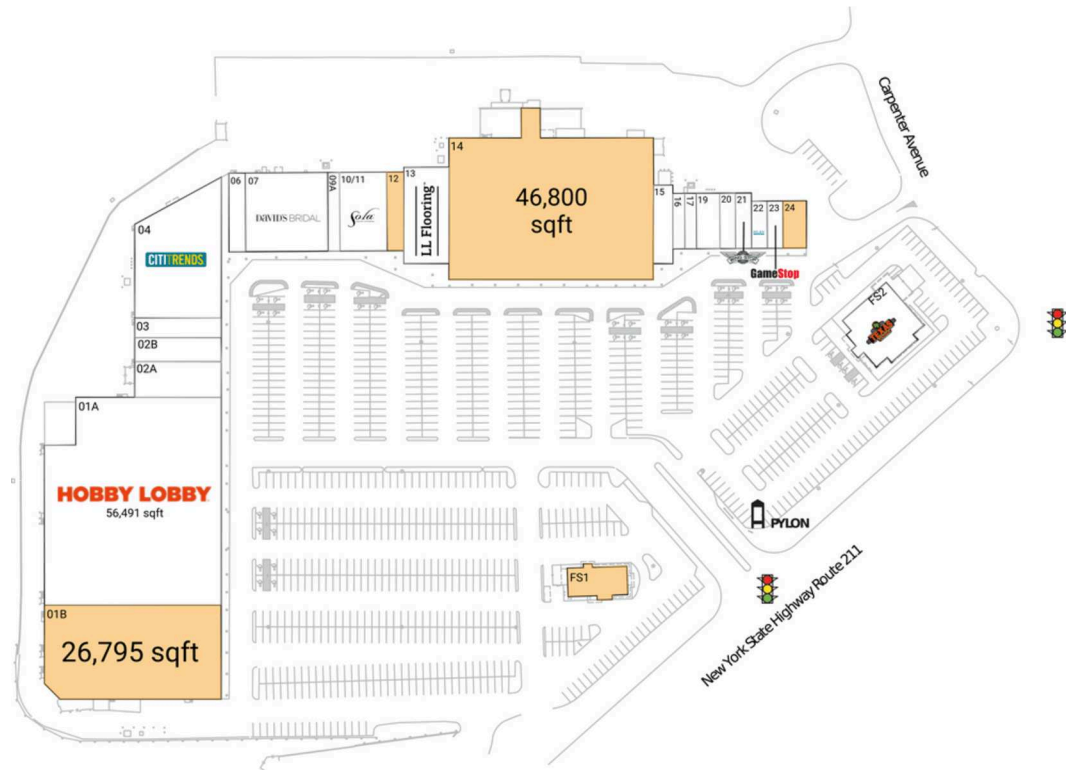 Carpenter Avenue
14
46,800
sqft
13
LL Flooring
12
10/11
Sola
09A
07
DAVID'S BRIDAL
06
04
CITITRENDS
03
02B
02A
01A
HOBBY LOBBY
56,491 sqft
01B
26,795 sqft
15
16
17
19
20
21
22
23
24
GameStop
FS2
FS1
PYLON
New York State Highway Route 211